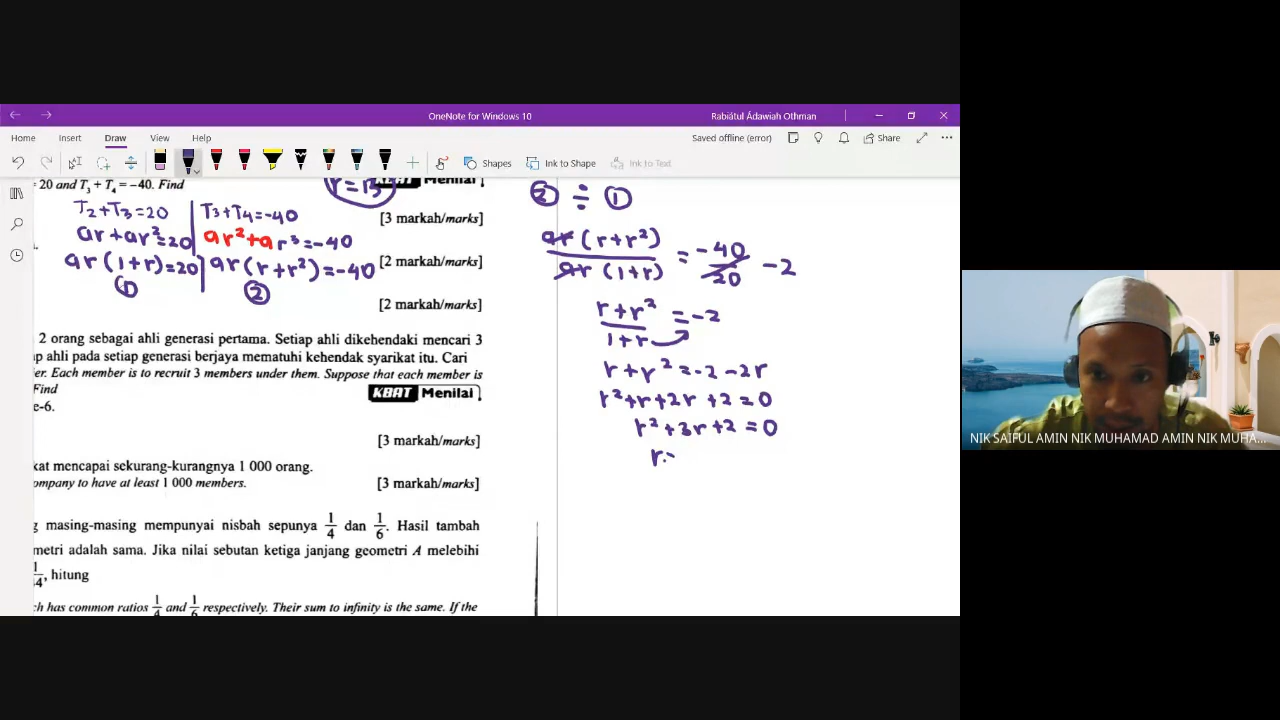 OneNote for Windows 10
Rabiátul Ádawiah Othman
Home Insert Draw View Help
Saved offline (error)
Share
Shapes
Ink to Shape
Ink to Text
= 20 and T₃ + T₄ = −40. Find
Menilai
[3 markah/marks]
T₂+T₃=20
T₃+T₄=-40
ar+ar²=20
ar²+ar³=-40
[2 markah/marks]
ar(1+r)=20
ar(r+r²)=-40
①
②
[2 markah/marks]
2 orang sebagai ahli generasi pertama. Setiap ahli dikehendaki mencari 3
ap ahli pada setiap generasi berjaya mematuhi kehendak syarikat itu. Cari
er. Each member is to recruit 3 members under them. Suppose that each member is
Find
KBAT Menilai
e-6.
[3 markah/marks]
kat mencapai sekurang-kurangnya 1 000 orang.
ompany to have at least 1 000 members.
[3 markah/marks]
g masing-masing mempunyai nisbah sepunya 1/4 dan 1/6. Hasil tambah
metri adalah sama. Jika nilai sebutan ketiga janjang geometri A melebihi
, hitung
ch has common ratios 1/4 and 1/6 respectively. Their sum to infinity is the same. If the
② ÷ ①
ar(r+r²)/ar(1+r) = -40/20 -2
r+r²/1+r = -2
r+r²=-2-2r
r²+r+2r+2=0
r²+3r+2=0
NIK SAIFUL AMIN NIK MUHAMAD AMIN NIK MUHA...